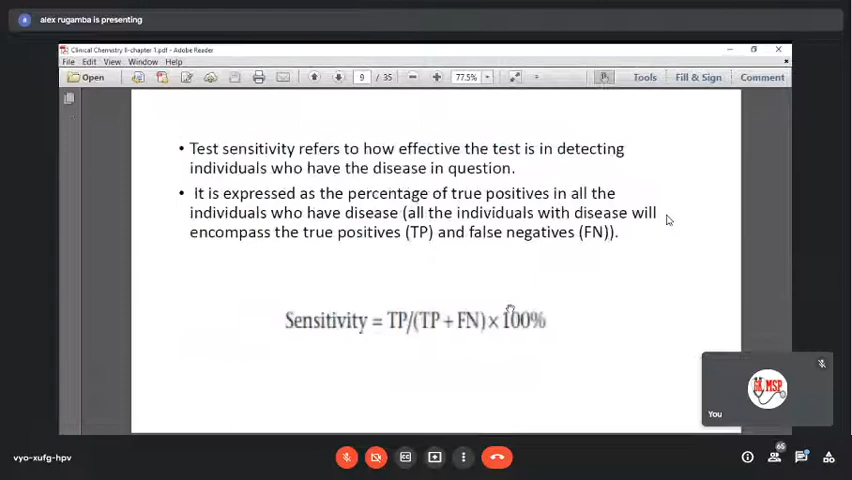 a
alex rugamba is presenting
Clinical Chemistry II-chapter 1.pdf - Adobe Reader
File Edit View Window Help
Open 9 / 35 77.5% Tools Fill & Sign Comment
• Test sensitivity refers to how effective the test is in detecting
individuals who have the disease in question.
• It is expressed as the percentage of true positives in all the
individuals who have disease (all the individuals with disease will
encompass the true positives (TP) and false negatives (FN)).
Sensitivity = TP/(TP + FN) × 100%
MSP
You
vyo-xufg-hpv
65